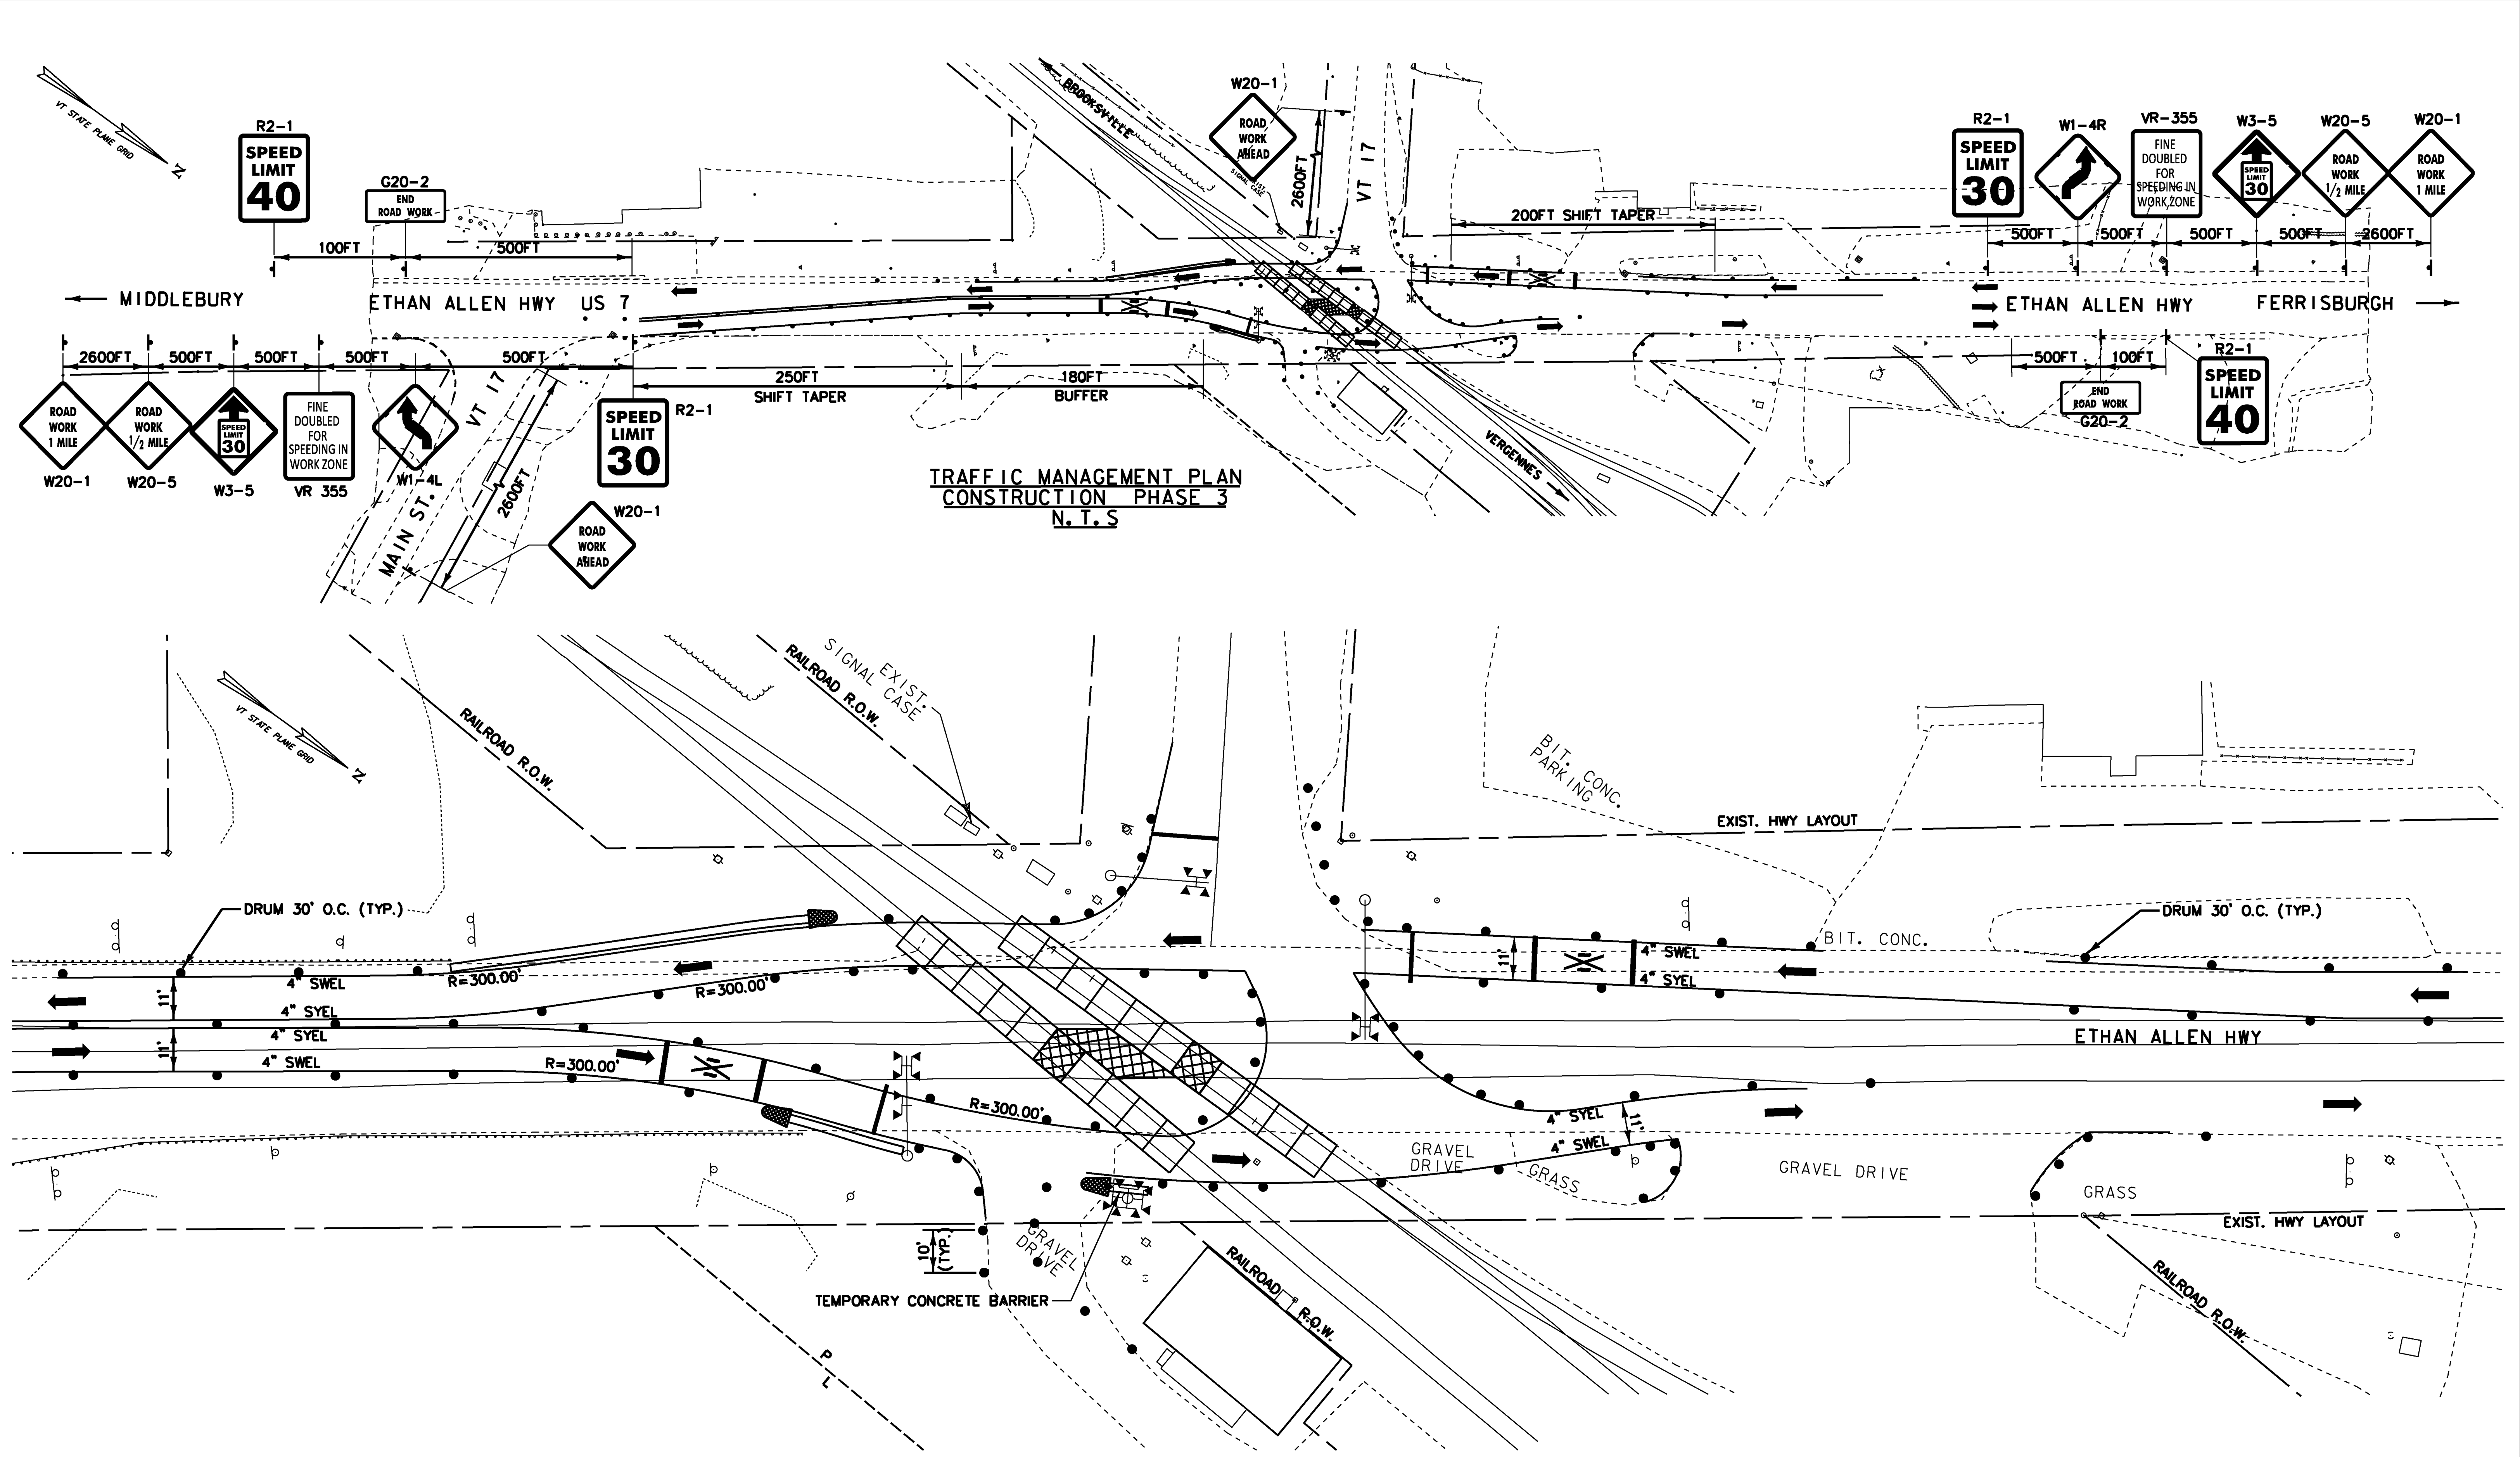 VT STATE PLANE GRID
N
R2-1
SPEED
LIMIT
40
G20-2
END
ROAD WORK
100FT
500FT
MIDDLEBURY
ETHAN ALLEN HWY US 7
2600FT
500FT
500FT
500FT
500FT
ROAD
WORK
1 MILE
W20-1
ROAD
WORK
1/2 MILE
W20-5
SPEED
LIMIT
30
W3-5
FINE
DOUBLED
FOR
SPEEDING IN
WORK ZONE
VR 355
W1-4L
VT 17
MAIN ST.
2600FT
SPEED
LIMIT
30
R2-1
W20-1
ROAD
WORK
AHEAD
250FT
SHIFT TAPER
180FT
BUFFER
TRAFFIC MANAGEMENT PLAN
CONSTRUCTION PHASE 3
N.T.S
BROOKSVILLE
W20-1
ROAD
WORK
AHEAD
2600FT
VT 17
VERGENNES
200FT SHIFT TAPER
R2-1
SPEED
LIMIT
30
W1-4R
VR-355
FINE
DOUBLED
FOR
SPEEDING IN
WORK ZONE
W3-5
SPEED
LIMIT
30
W20-5
ROAD
WORK
1/2 MILE
W20-1
ROAD
WORK
1 MILE
500FT
500FT
500FT
500FT
2600FT
ETHAN ALLEN HWY
FERRISBURGH
500FT
100FT
END
ROAD WORK
G20-2
R2-1
SPEED
LIMIT
40
VT STATE PLANE GRID
N
RAILROAD R.O.W.
RAILROAD R.O.W.
EXIST.
SIGNAL CASE
BIT. CONC.
PARKING
EXIST. HWY LAYOUT
DRUM 30' O.C. (TYP.)
DRUM 30' O.C. (TYP.)
BIT. CONC.
4" SWEL
R=300.00'
R=300.00'
11'
4" SWEL
4" SYEL
4" SYEL
4" SYEL
11'
11'
4" SWEL
R=300.00'
R=300.00'
ETHAN ALLEN HWY
4" SYEL
11'
4" SWEL
GRAVEL
DRIVE
GRASS
GRAVEL DRIVE
GRASS
EXIST. HWY LAYOUT
10'
(TYP.)
GRAVEL
DRIVE
TEMPORARY CONCRETE BARRIER
RAILROAD R.O.W.
RAILROAD R.O.W.
P
L